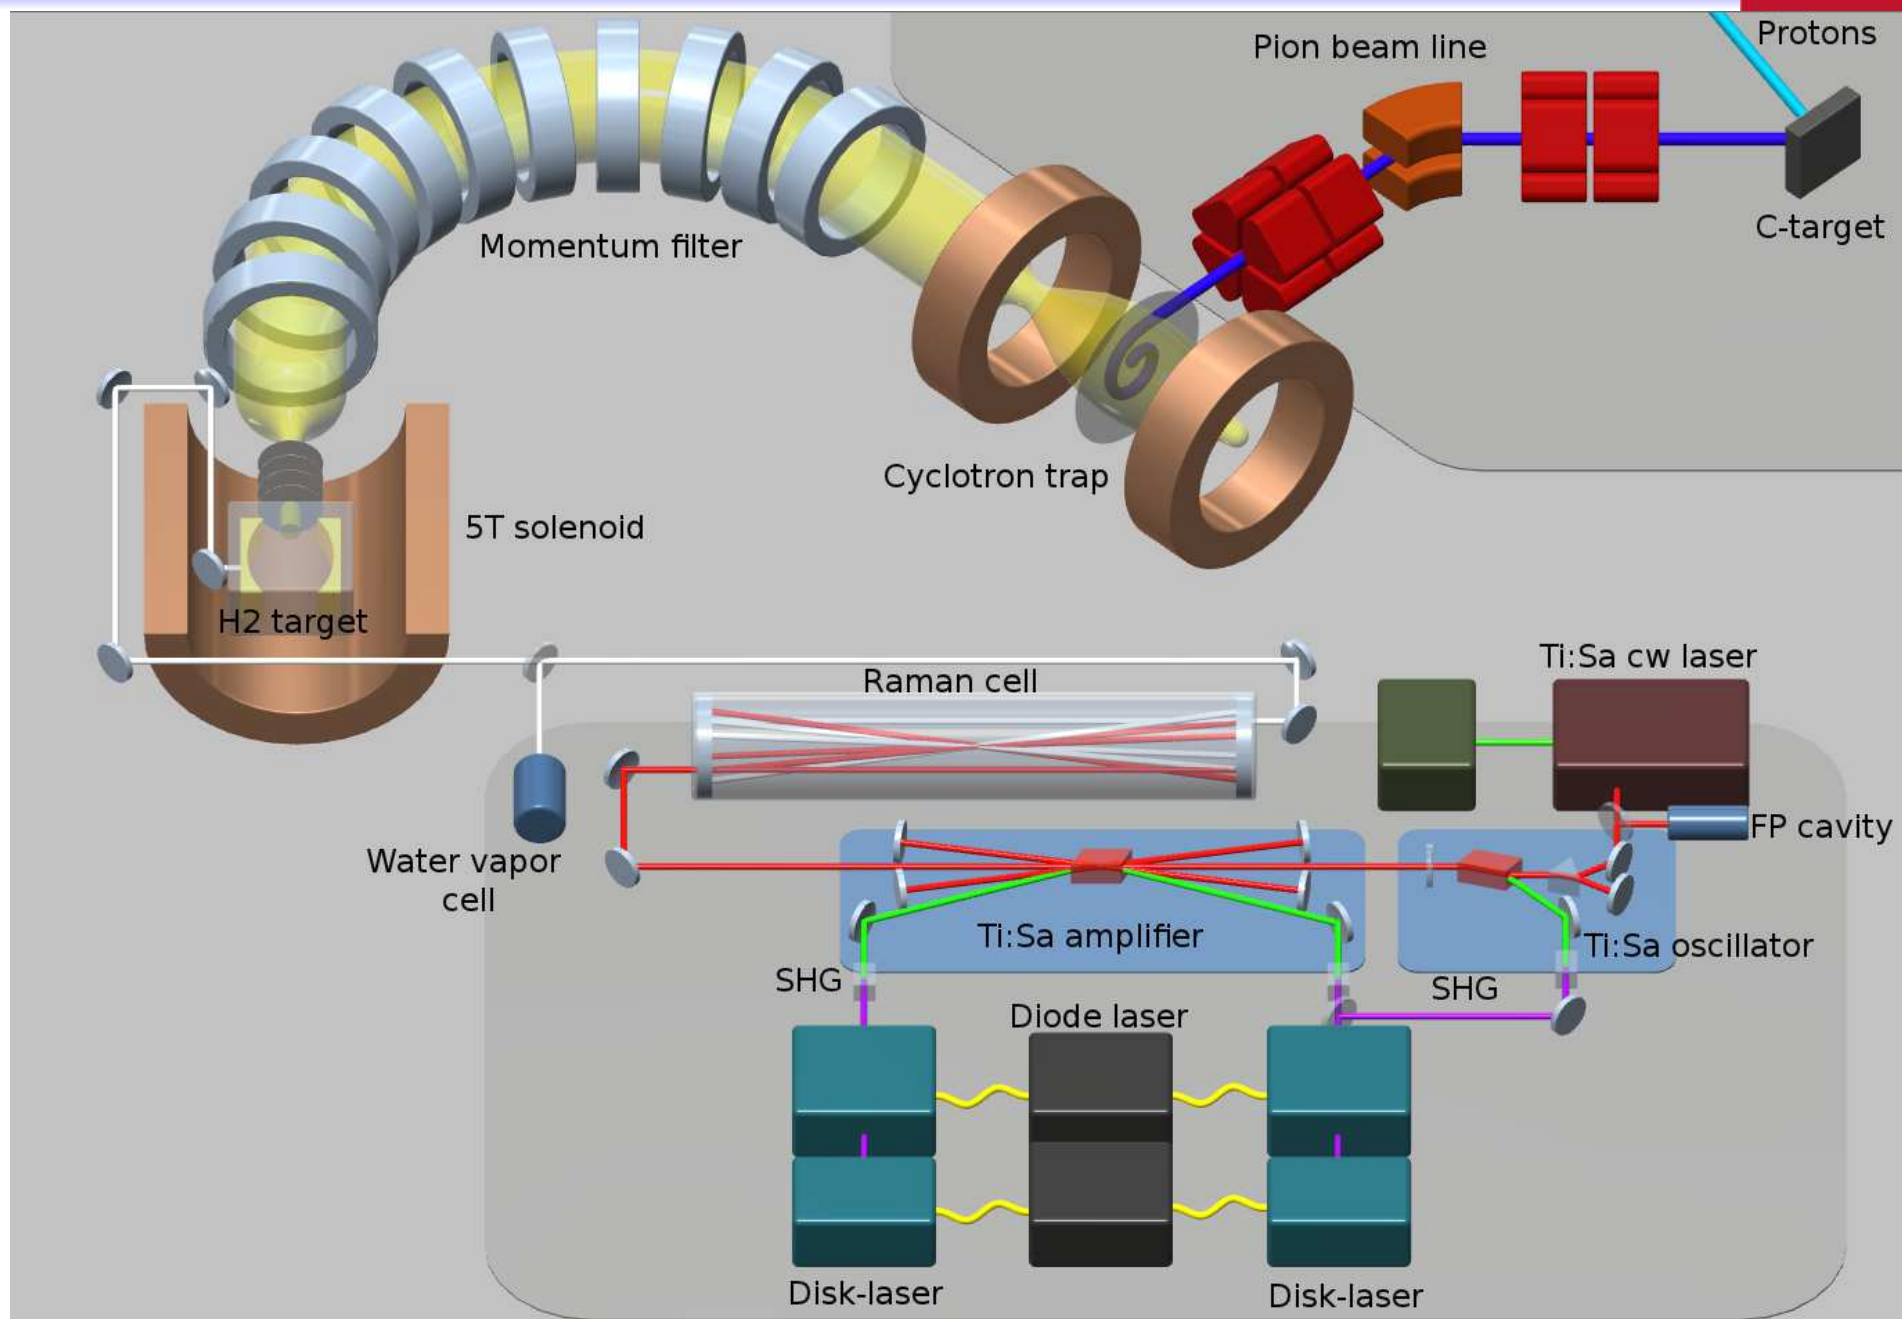 Protons
Pion beam line
C-target
Momentum filter
Cyclotron trap
5T solenoid
H2 target
Ti:Sa cw laser
Raman cell
FP cavity
Water vapor
cell
Ti:Sa amplifier
Ti:Sa oscillator
SHG
SHG
Diode laser
Disk-laser
Disk-laser